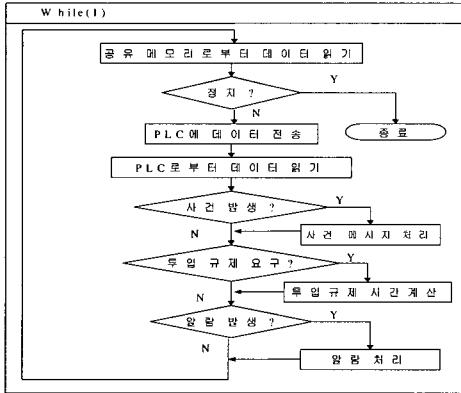 While(1)
공유 메모리로부터 데이터 읽기
정지?
Y
N
종료
PLC에 데이터 전송
PLC로부터 데이터 읽기
사건 발생?
Y
N
사건 메시지 처리
투입 규제 요구?
Y
N
투입규제 시간계산
알람 발생?
Y
N
알람 처리